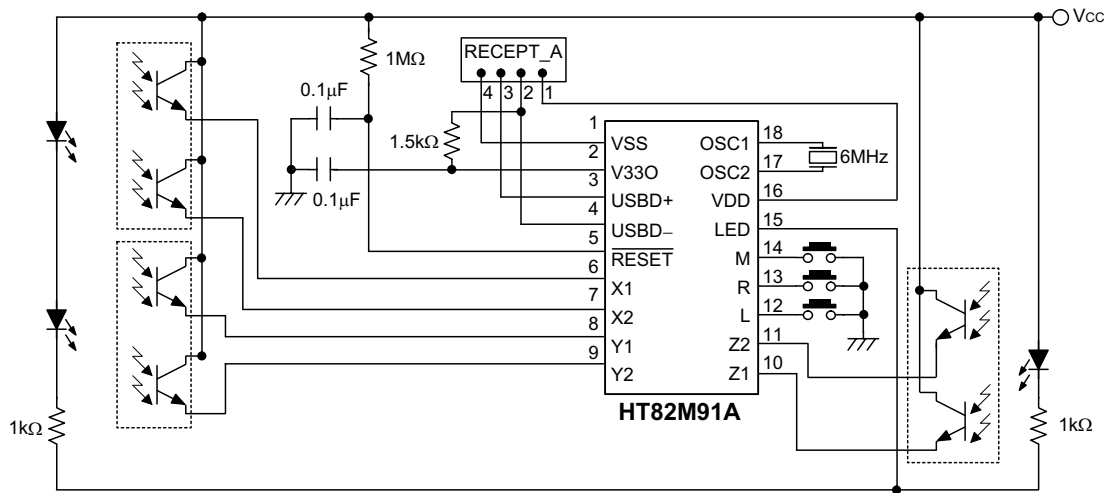 VCC
RECEPT_A
4 3 2 1
1MΩ
0.1μF
1.5kΩ
0.1μF
1 VSS
2 V33O
3 USBD+
4 USBD–
5 RESET
6 X1
7 X2
8 Y1
9 Y2
OSC1 18
OSC2 17
6MHz
VDD 16
LED 15
M 14
R 13
L 12
Z2 11
Z1 10
HT82M91A
1kΩ
1kΩ